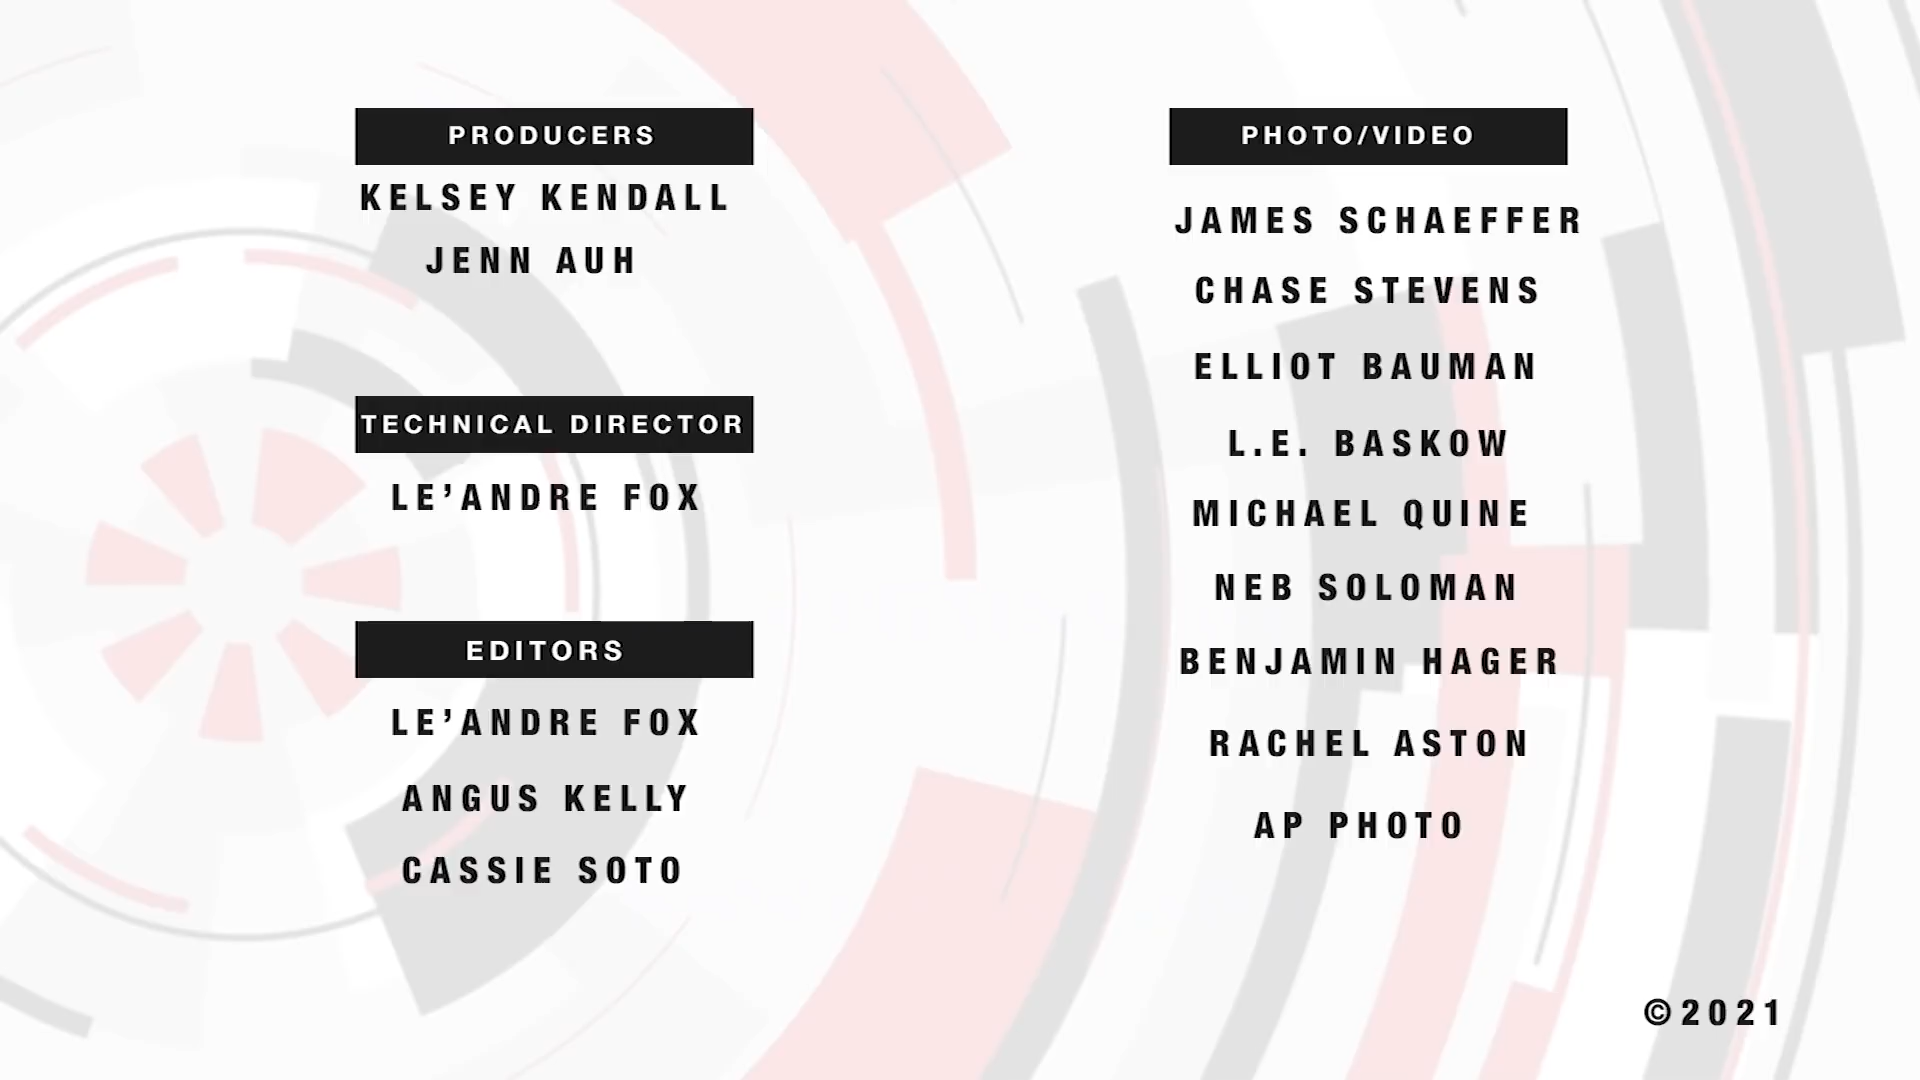 PRODUCERS
KELSEY KENDALL
JENN AUH
TECHNICAL DIRECTOR
LE’ANDRE FOX
EDITORS
LE’ANDRE FOX
ANGUS KELLY
CASSIE SOTO
PHOTO/VIDEO
JAMES SCHAEFFER
CHASE STEVENS
ELLIOT BAUMAN
L.E. BASKOW
MICHAEL QUINE
NEB SOLOMAN
BENJAMIN HAGER
RACHEL ASTON
AP PHOTO
©2021